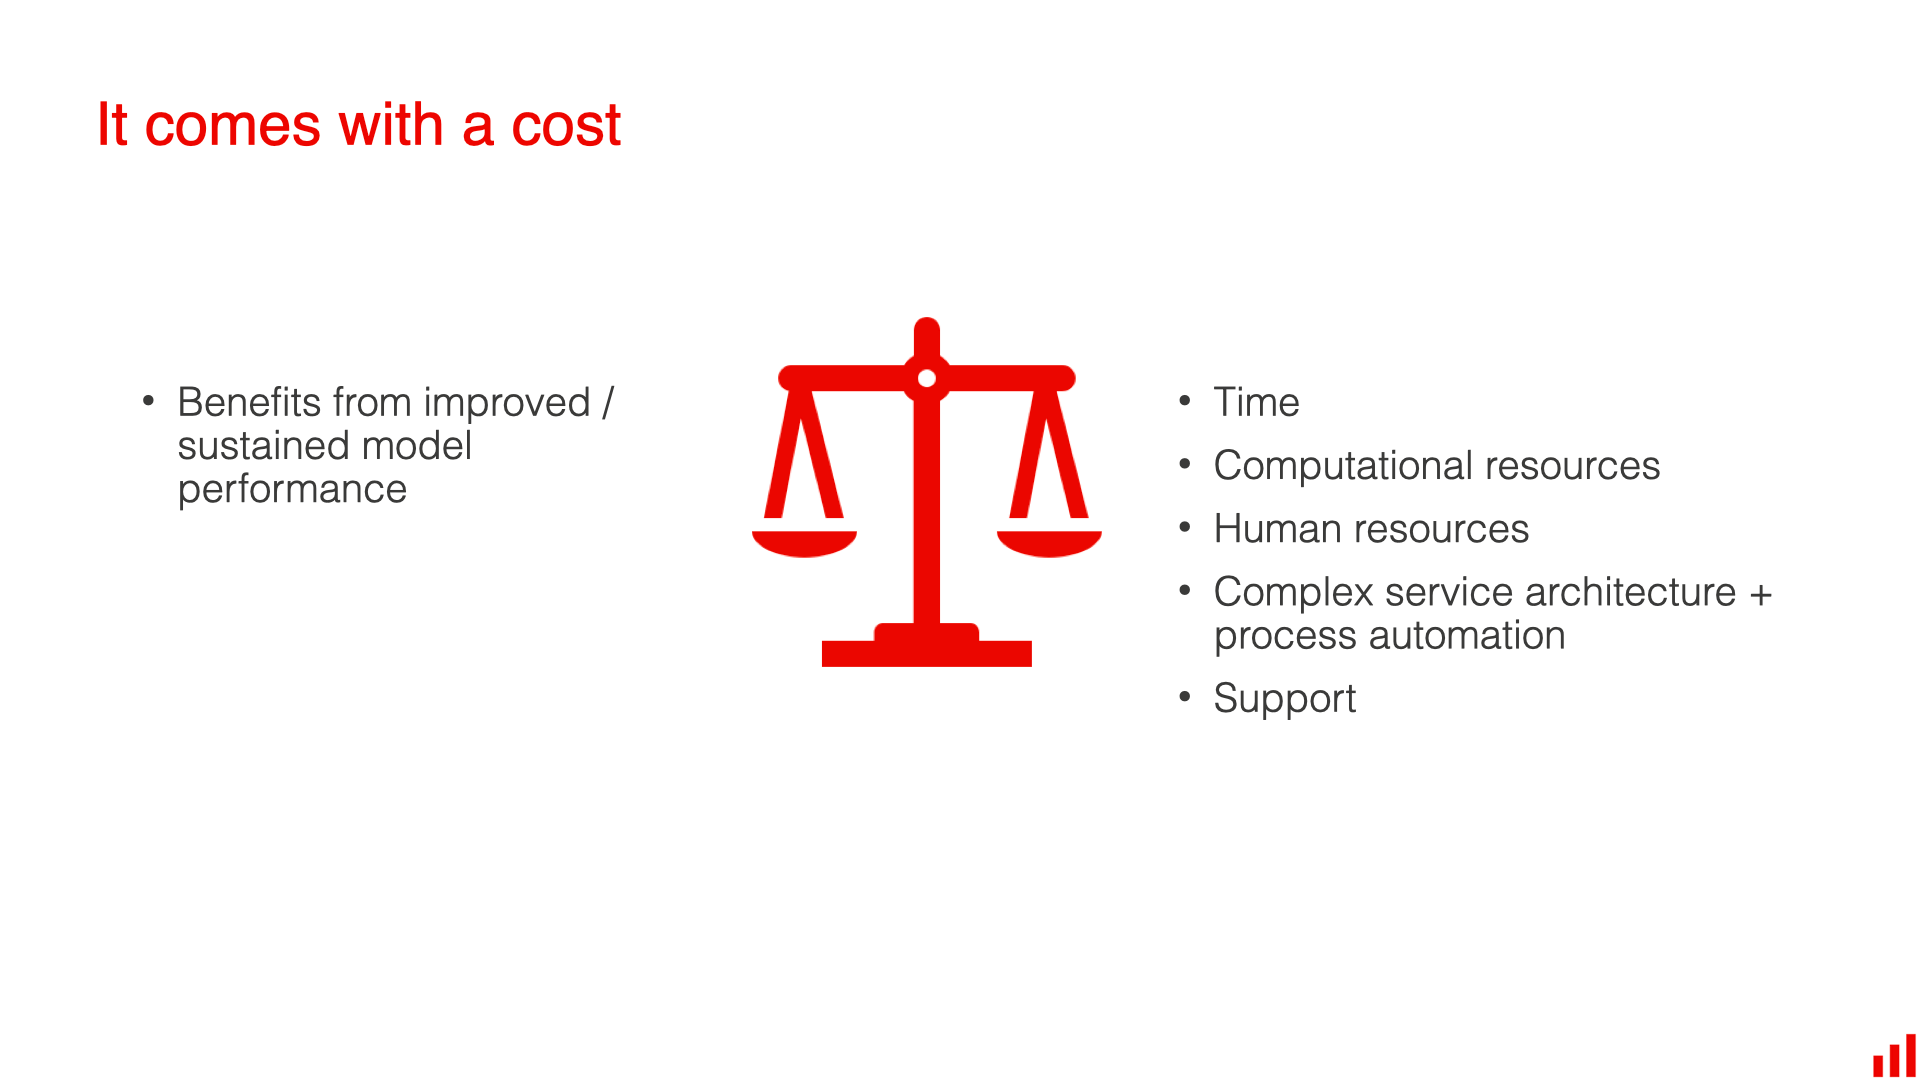 It comes with a cost
• Benefits from improved /
sustained model
performance
• Time
• Computational resources
• Human resources
• Complex service architecture +
process automation
• Support